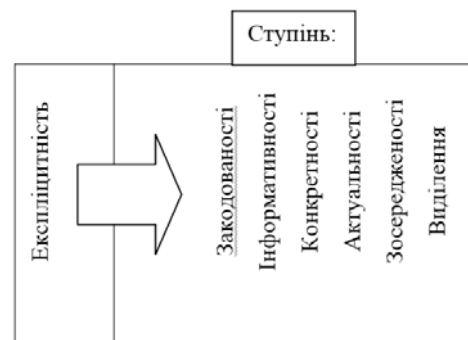 Ступінь:
Експліцитність
Закодованості
Інформативності
Конкретності
Актуальності
Зосередженості
Виділення